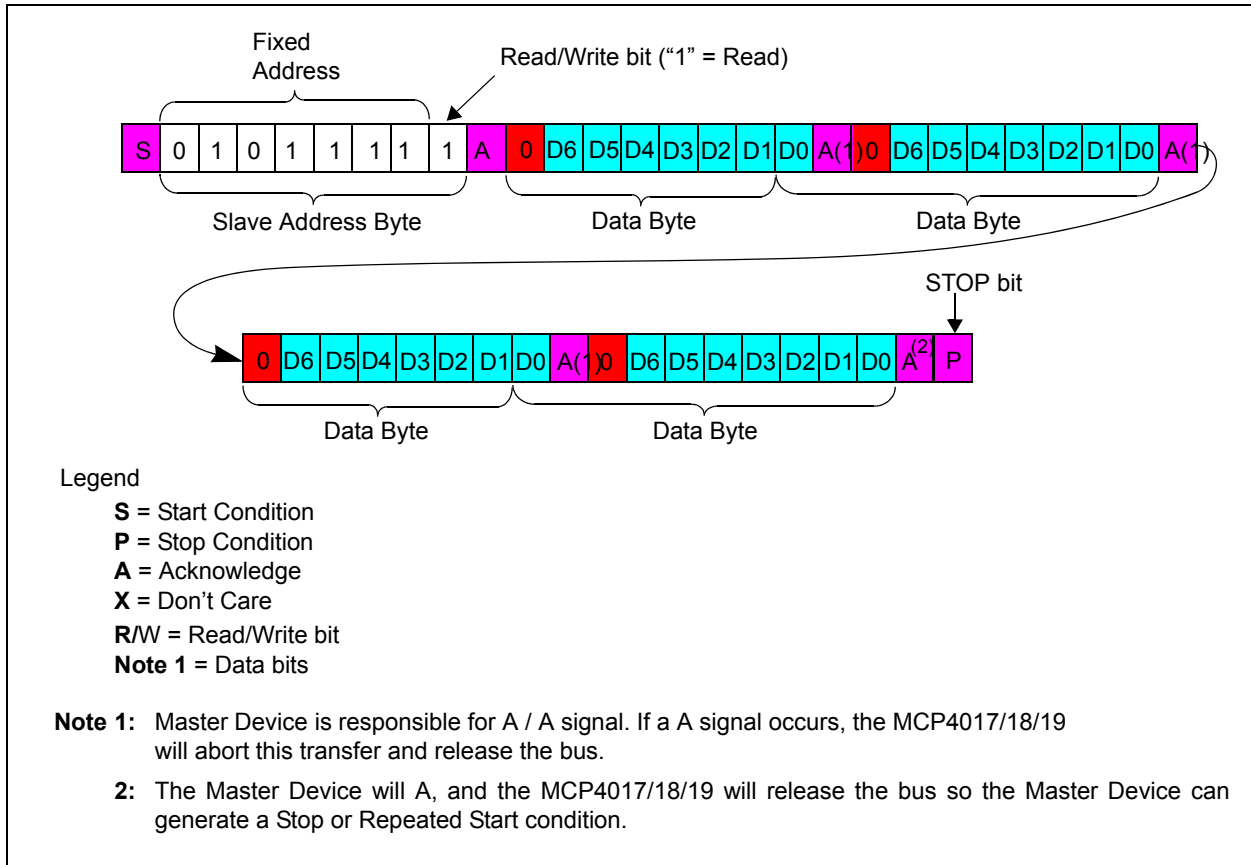 Fixed
Address
Read/Write bit ("1" = Read)
S 0 1 0 1 1 1 1 1 A 0 D6 D5 D4 D3 D2 D1 D0 A(1) 0 D6 D5 D4 D3 D2 D1 D0 A(1)
Slave Address Byte Data Byte Data Byte
STOP bit
0 D6 D5 D4 D3 D2 D1 D0 A(1) 0 D6 D5 D4 D3 D2 D1 D0 A(2) P
Data Byte Data Byte
Legend
S = Start Condition
P = Stop Condition
A = Acknowledge
X = Don't Care
R/W = Read/Write bit
Note 1 = Data bits
Note 1: Master Device is responsible for A / A signal. If a A signal occurs, the MCP4017/18/19
will abort this transfer and release the bus.
2: The Master Device will A, and the MCP4017/18/19 will release the bus so the Master Device can
generate a Stop or Repeated Start condition.